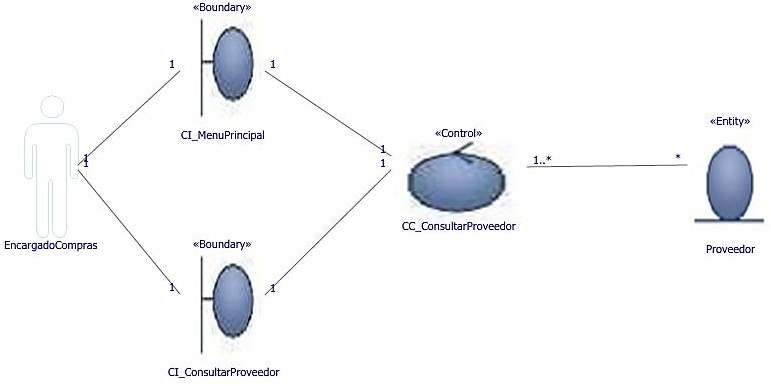 «Boundary»
1
1
CI_MenuPrincipal
«Control»
«Entity»
1
1
1
1
1..*
*
CC_ConsultarProveedor
EncargadoCompras
«Boundary»
Proveedor
1
1
CI_ConsultarProveedor